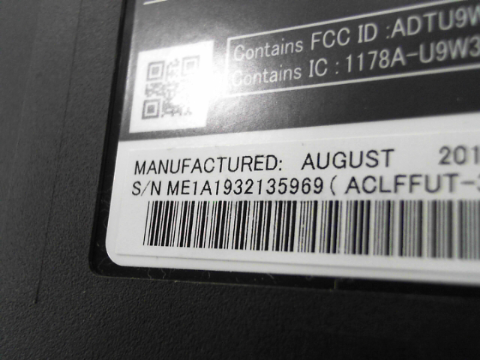 Contains FCC ID :ADTU9W
Contains IC : 1178A-U9W3
MANUFACTURED: AUGUST 201
S/N ME1A1932135969 ( ACLFFUT-